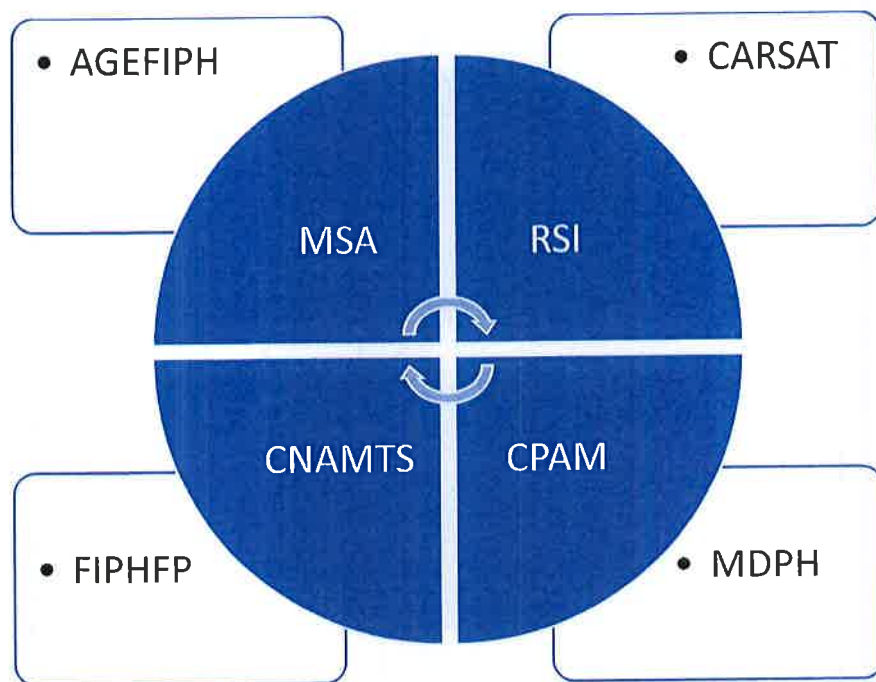 • AGEFIPH
• CARSAT
MSA
RSI
CNAMTS
CPAM
• FIPHFP
• MDPH